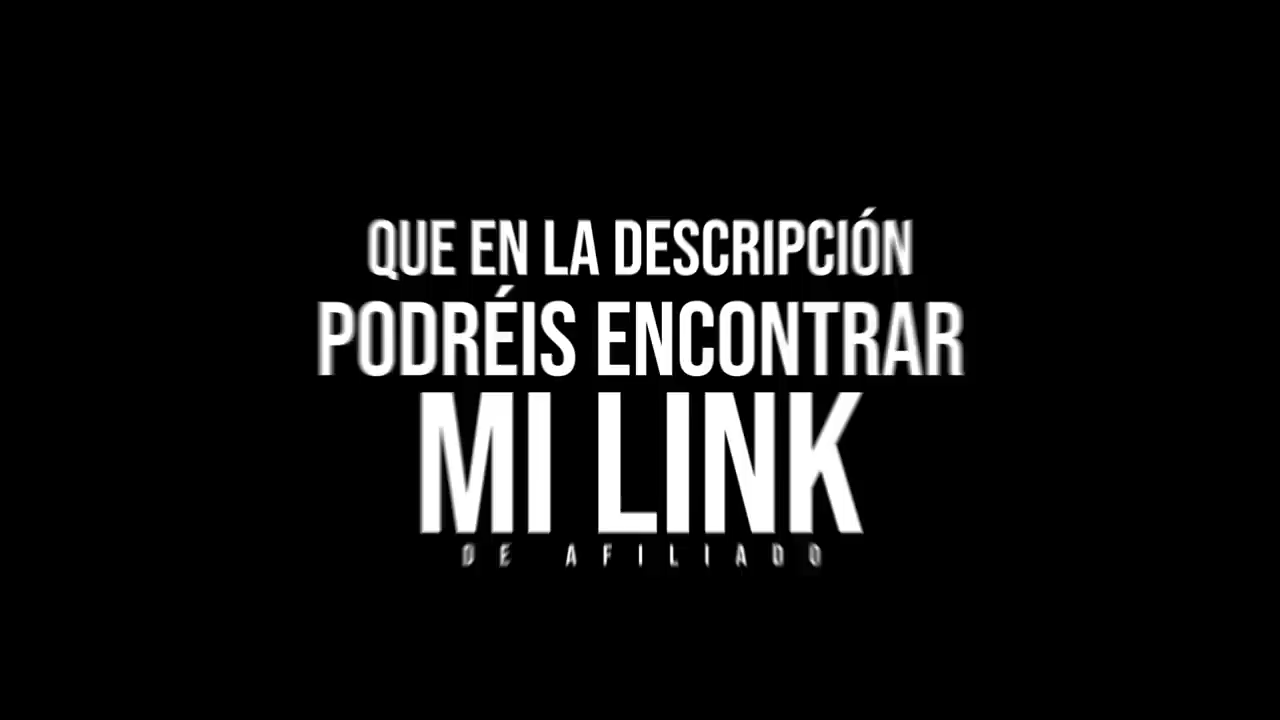 QUE EN LA DESCRIPCIÓN
PODRÉIS ENCONTRAR
MI LINK
DE AFILIADO